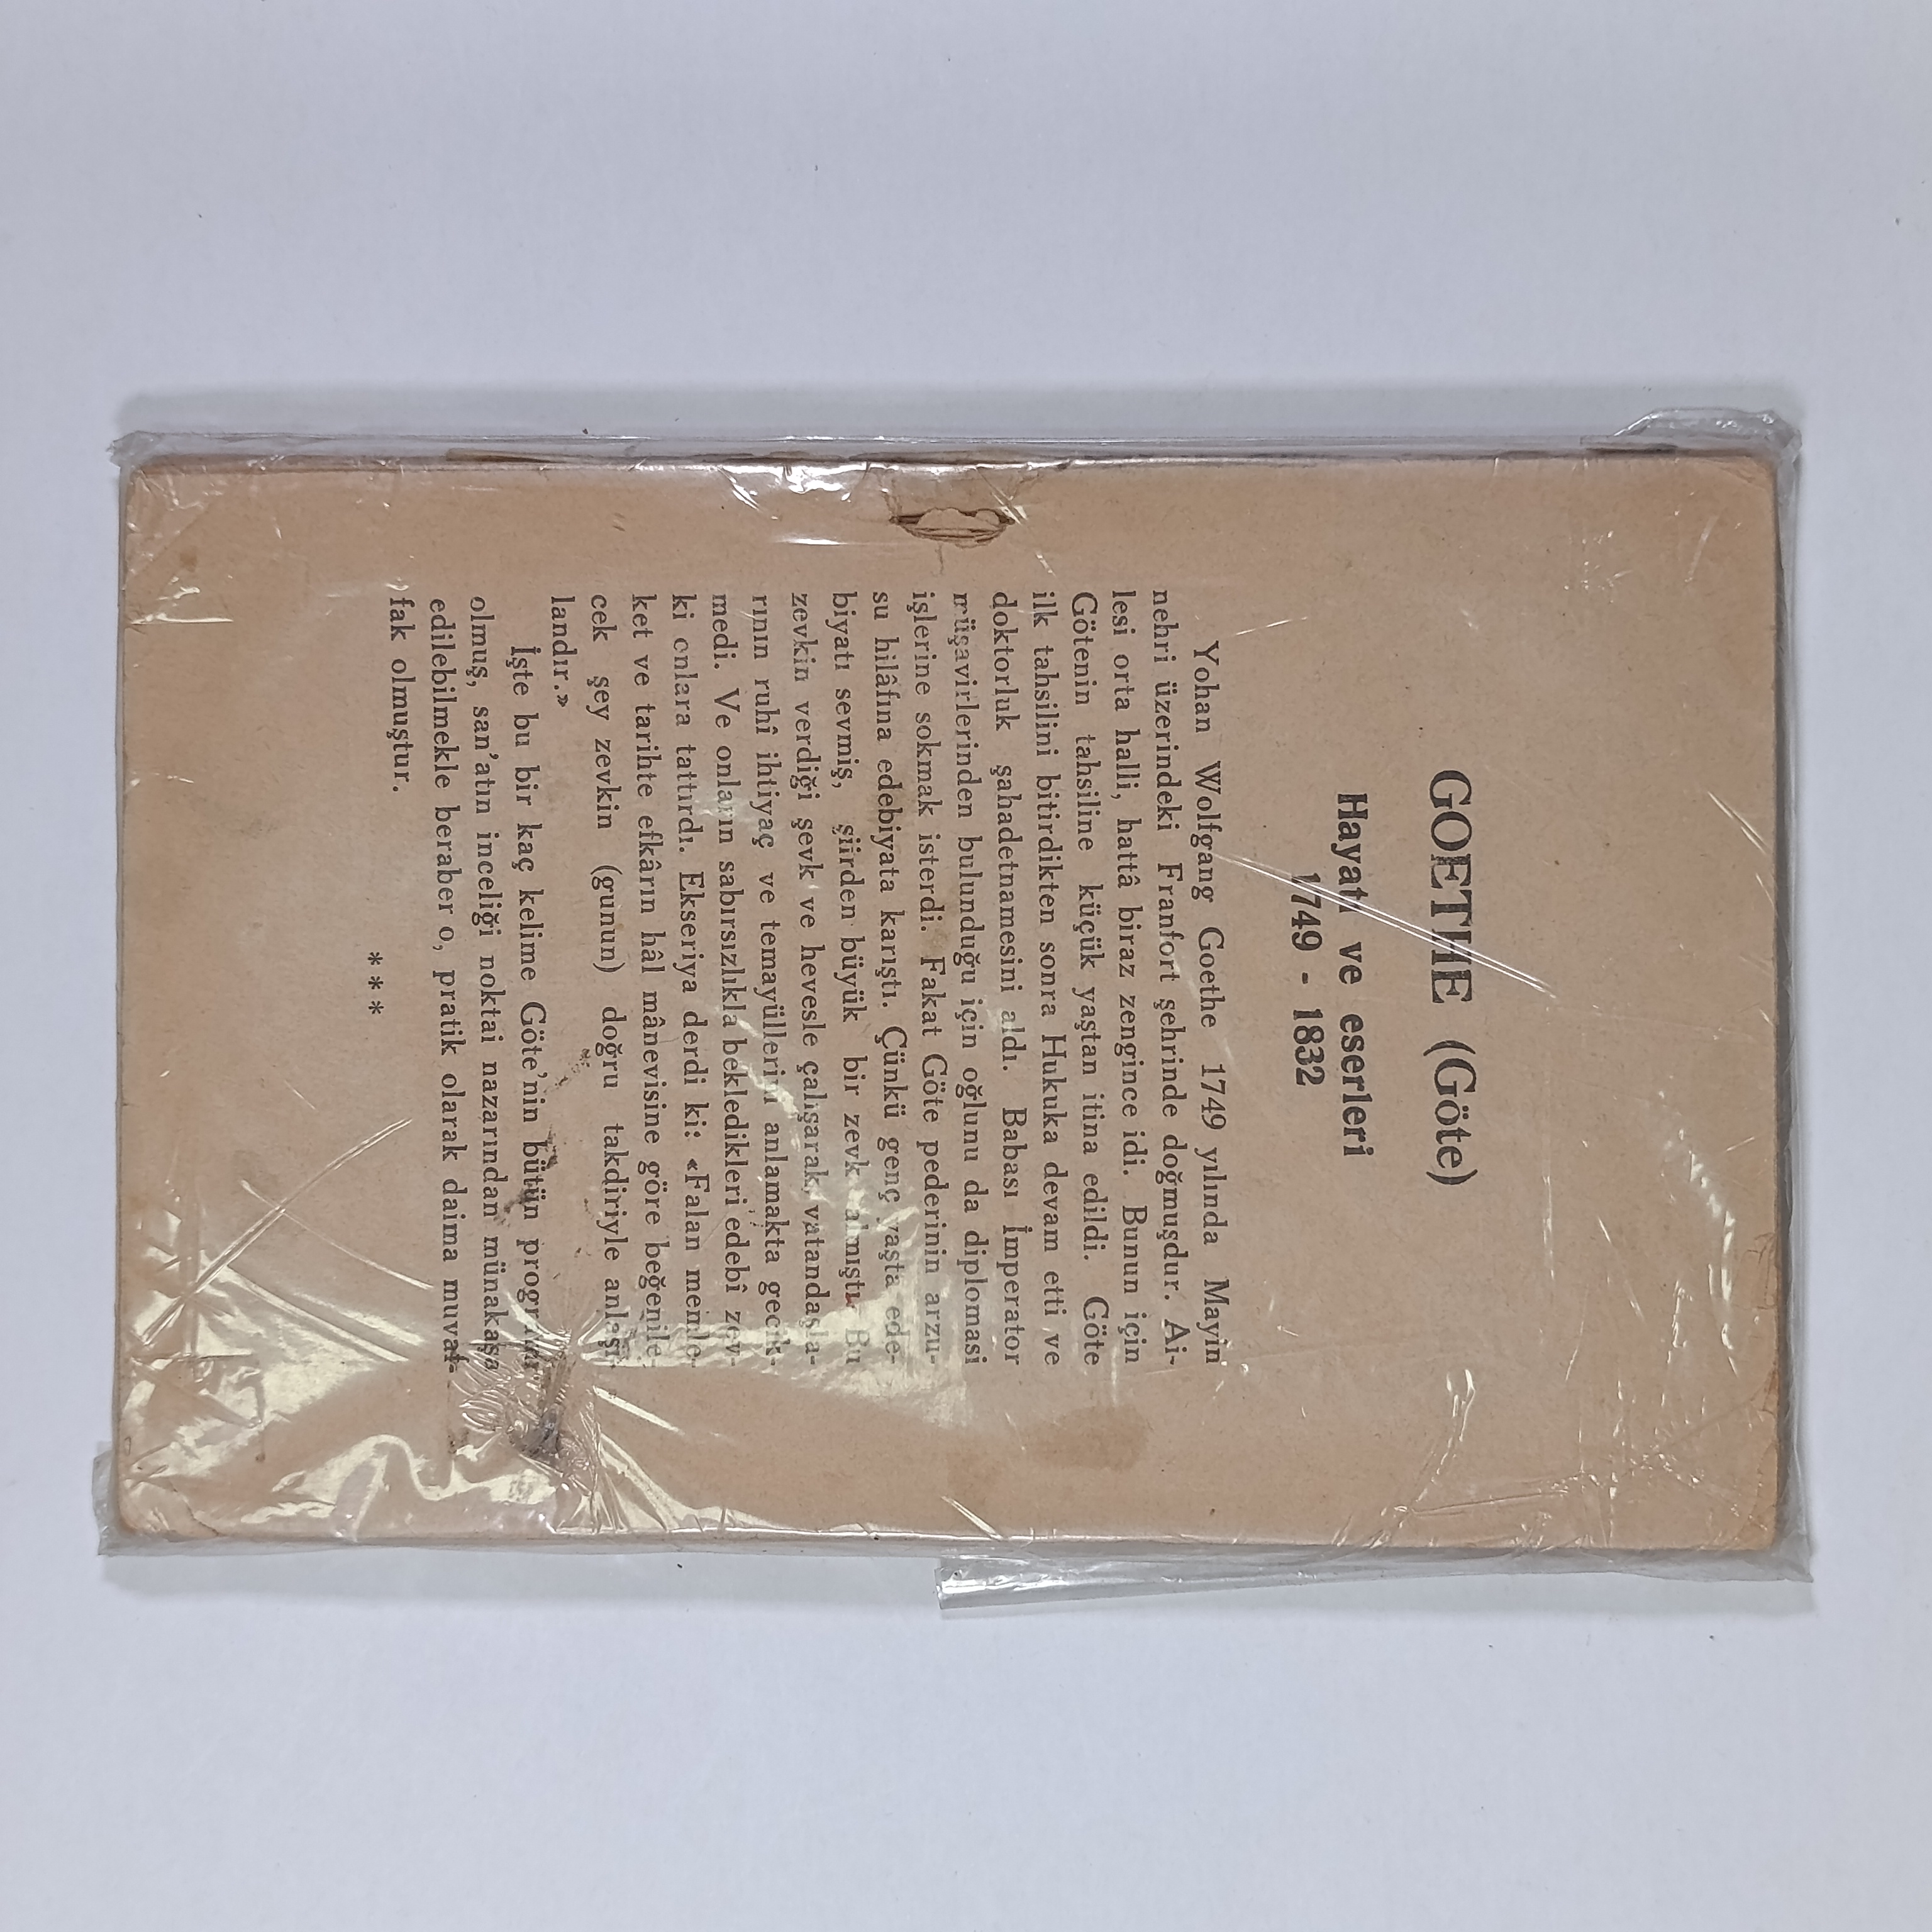 GOETHE (Göte)
Hayatı ve eserleri
1749 - 1832
Yohan Wolfgang Goethe 1749 yılında Mayin
nehri üzerindeki Franfort şehrinde doğmuşdur. Ai-
lesi orta halli, hattâ biraz zengince idi. Bunun için
Götenin tahsiline küçük yaştan itina edildi. Göte
ilk tahsilini bitirdikten sonra Hukuka devam etti ve
doktorluk şahadetnamesini aldı. Babası İmperator
müşavirlerinden bulunduğu için oğlunu da diplomasi
işlerine sokmak isterdi. Fakat Göte pederinin arzu-
su hilâfına edebiyata karıştı. Çünkü genç yaşta ede-
biyatı sevmiş, şiirden büyük bir zevk almıştı. Bu
zevkin verdiği şevk ve hevesle çalışarak, vatandaşla-
rının ruhî ihtiyaç ve temayüllerini anlamakta gecik-
medi. Ve onların sabırsızlıkla bekledikleri edebî zev-
ki onlara tattırdı. Ekseriya derdi ki: «Falan memle-
ket ve tarihte efkârın hâl mânevisine göre beğenile-
cek şey zevkin (gunun) doğru takdiriyle anlaşı-
landır.»
İşte bu bir kaç kelime Göte'nin bütün programı
olmuş, san'atın inceliği noktai nazarından münakaşa
edilebilmekle beraber o, pratik olarak daima muvaf-
fak olmuştur.
* * *